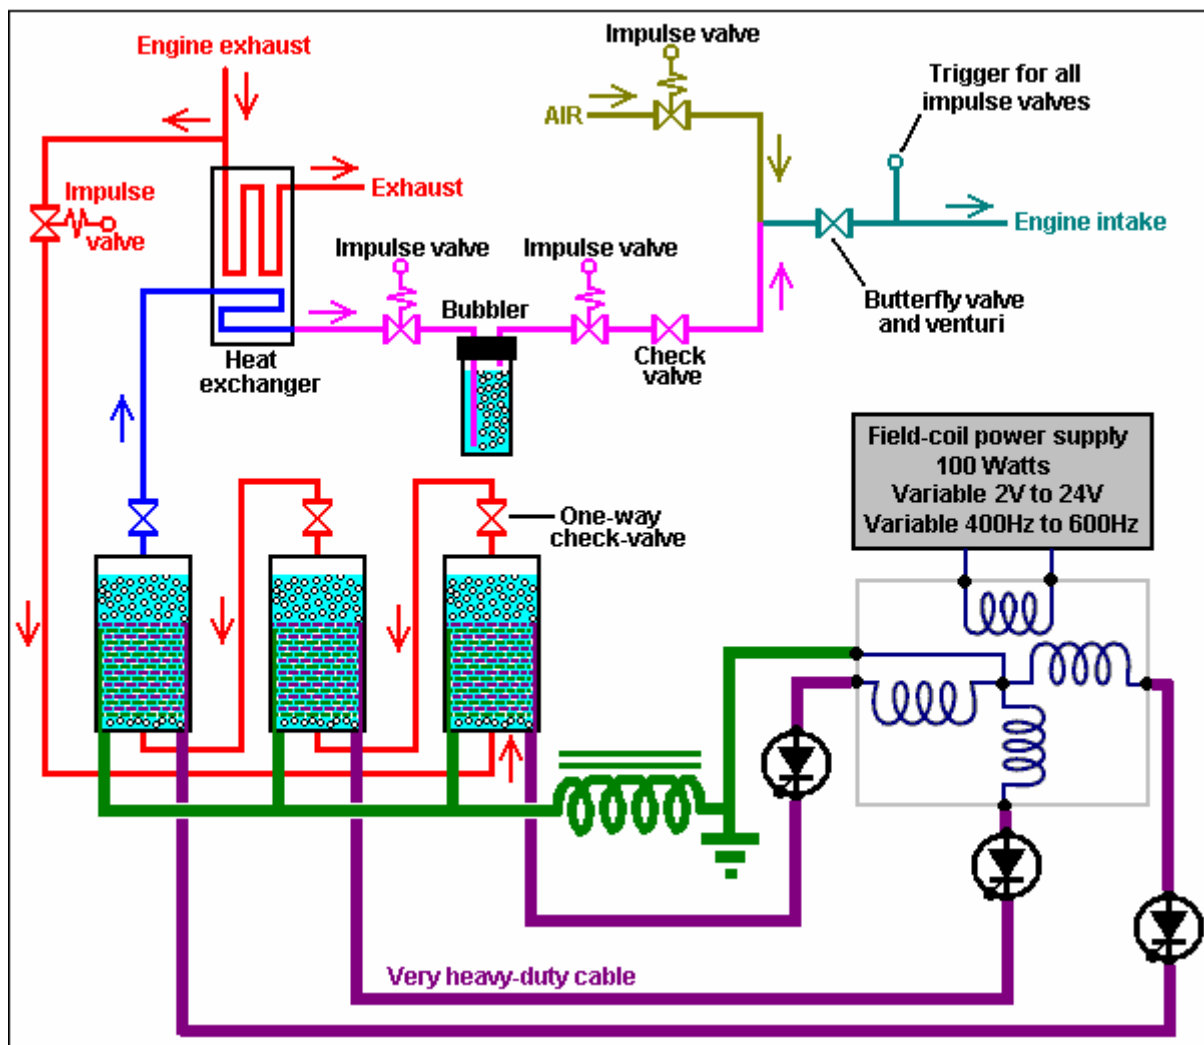 Engine exhaust
Impulse valve
Trigger for all
impulse valves
AIR
Impulse
valve
Exhaust
Engine intake
Impulse valve
Impulse valve
Butterfly valve
and venturi
Bubbler
Heat
exchanger
Check
valve
Field-coil power supply
100 Watts
Variable 2V to 24V
Variable 400Hz to 600Hz
One-way
check-valve
Very heavy-duty cable